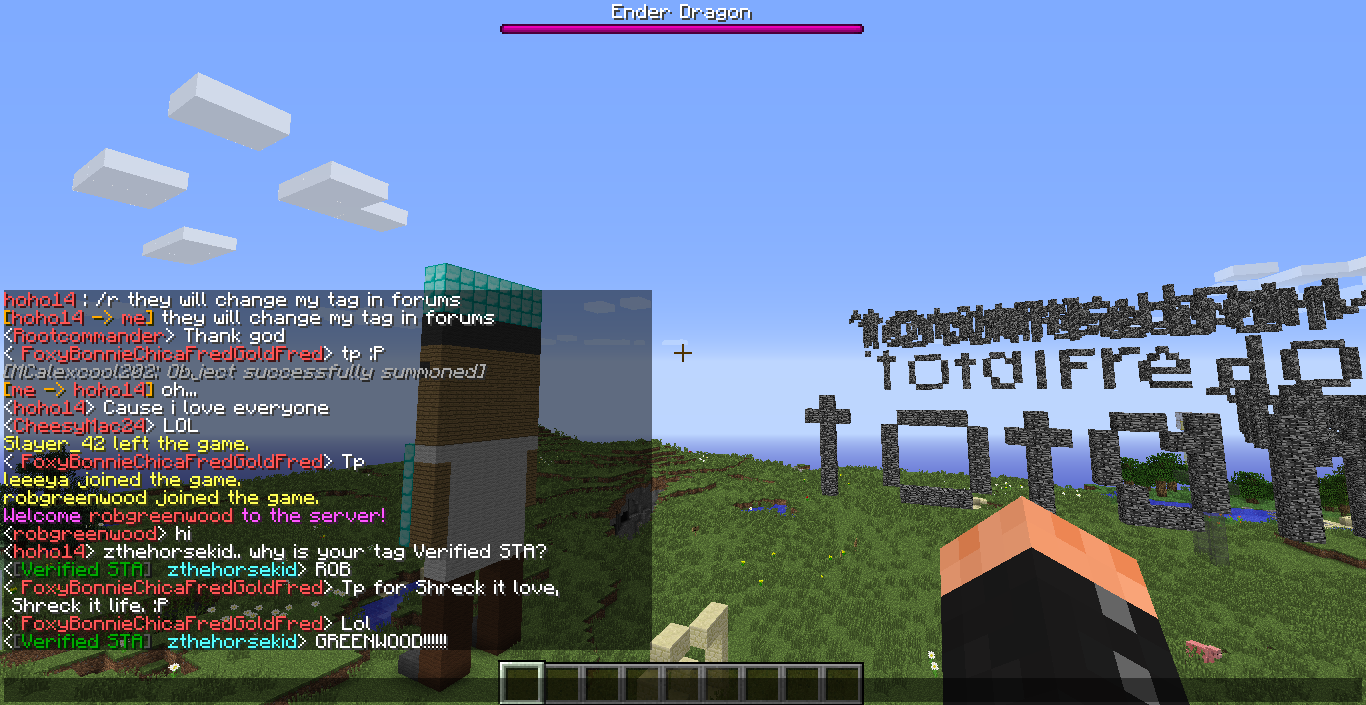 Ender Dragon
hoho14 : /r they will change my tag in forums
[hoho14 -> me] they will change my tag in forums
<Rootcommander> Thank god
< FoxyBonnieChicaFredGoldFred> tp :P
[MCalexcool202: Object successfully summoned]
[me -> hoho14] oh...
<hoho14> Cause i love everyone
<CheesyMac24> LOL
Slayer_42 left the game.
< FoxyBonnieChicaFredGoldFred> Tp
leeeya joined the game.
robgreenwood joined the game.
Welcome robgreenwood to the server!
<robgreenwood> hi
<hoho14> zthehorsekid.. why is your tag Verified STA?
<[Verified STA] zthehorsekid> ROB
< FoxyBonnieChicaFredGoldFred> Tp for Shreck it love,
Shreck it life. :P
< FoxyBonnieChicaFredGoldFred> Lol
<[Verified STA] zthehorsekid> GREENWOOD!!!!!!
totalfre
total